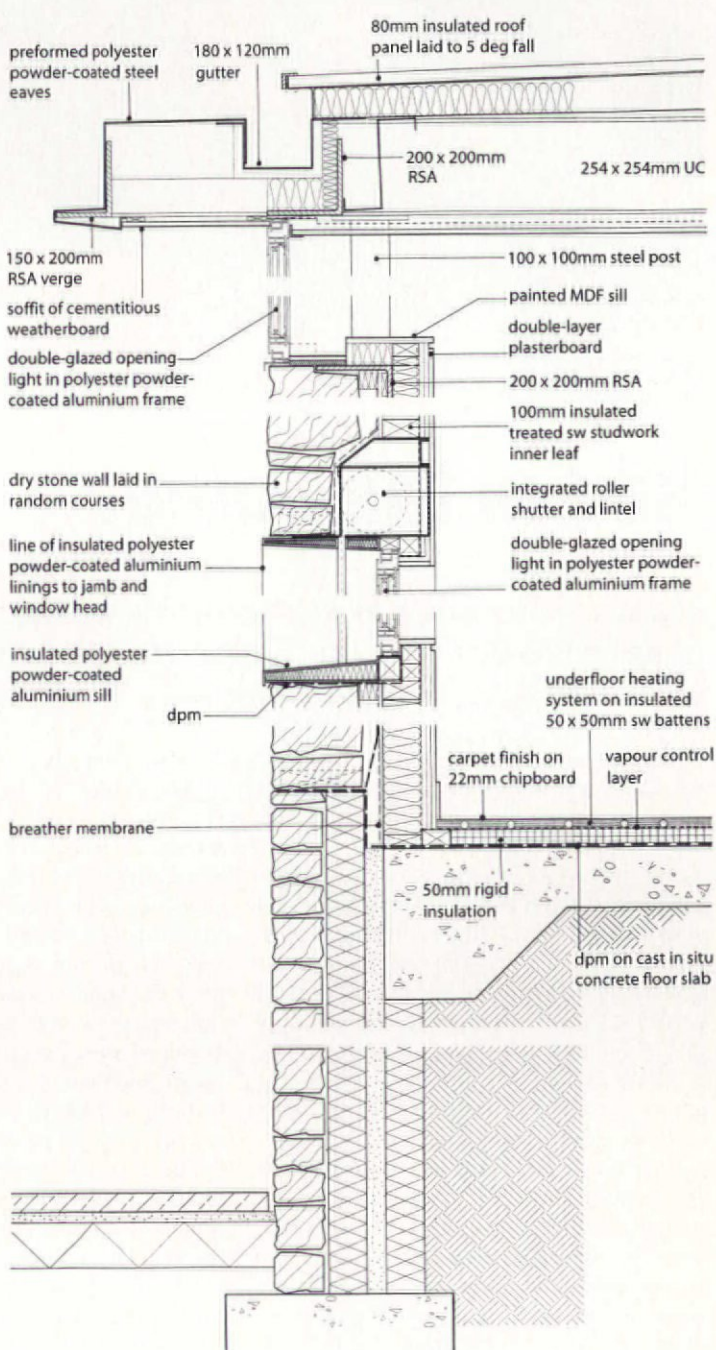 80mm insulated roof
panel laid to 5 deg fall
preformed polyester
powder-coated steel
eaves
180 x 120mm
gutter
200 x 200mm
RSA
254 x 254mm UC
150 x 200mm
RSA verge
100 x 100mm steel post
soffit of cementitious
weatherboard
painted MDF sill
double-layer
plasterboard
double-glazed opening
light in polyester powder-
coated aluminium frame
200 x 200mm RSA
100mm insulated
treated sw studwork
inner leaf
dry stone wall laid in
random courses
integrated roller
shutter and lintel
line of insulated polyester
powder-coated aluminium
linings to jamb and
window head
double-glazed opening
light in polyester powder-
coated aluminium frame
insulated polyester
powder-coated
aluminium sill
dpm
underfloor heating
system on insulated
50 x 50mm sw battens
carpet finish on
22mm chipboard
vapour control
layer
breather membrane
50mm rigid
insulation
dpm on cast in situ
concrete floor slab